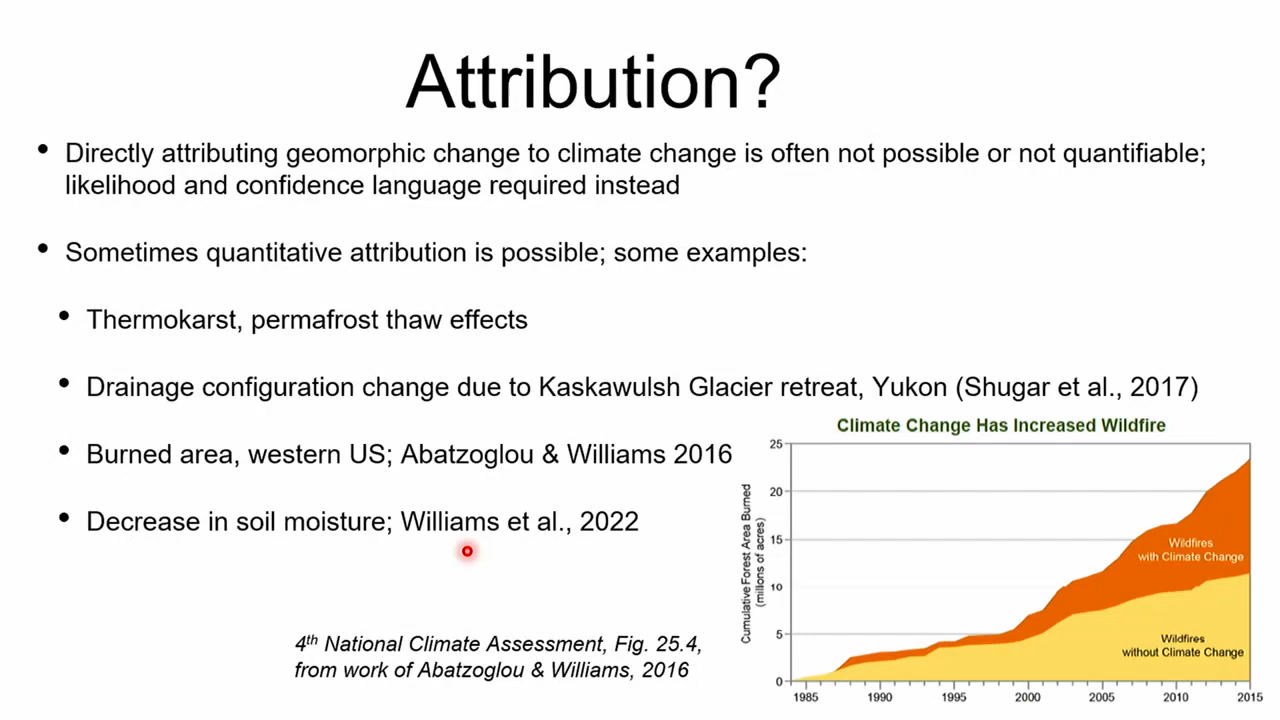 Attribution?
• Directly attributing geomorphic change to climate change is often not possible or not quantifiable;
likelihood and confidence language required instead
• Sometimes quantitative attribution is possible; some examples:
• Thermokarst, permafrost thaw effects
• Drainage configuration change due to Kaskawulsh Glacier retreat, Yukon (Shugar et al., 2017)
• Burned area, western US; Abatzoglou & Williams 2016
• Decrease in soil moisture; Williams et al., 2022
4th National Climate Assessment, Fig. 25.4,
from work of Abatzoglou & Williams, 2016
Climate Change Has Increased Wildfire
Cumulative Forest Area Burned
(millions of acres)
25
20
15
10
5
0
Wildfires
with Climate Change
Wildfires
without Climate Change
1985 1990 1995 2000 2005 2010 2015